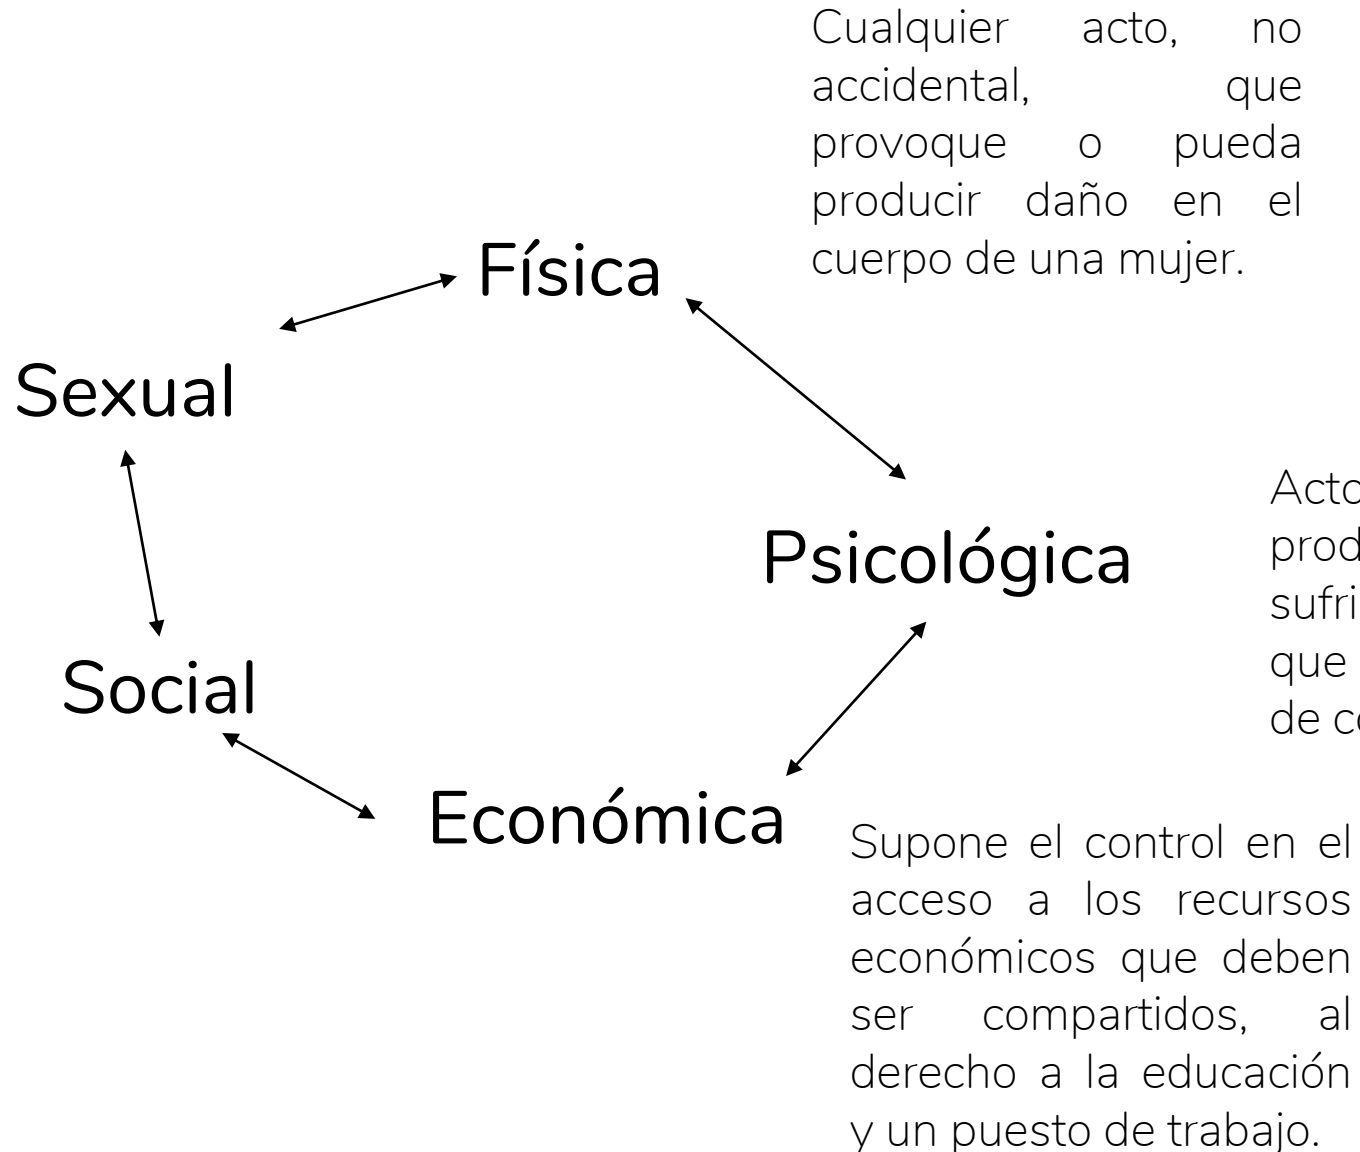 Cualquier acto, no
accidental, que
provoque o pueda
producir daño en el
cuerpo de una mujer.
Física
Sexual
Psicológica
que
de
Social
Económica
Supone el control en el
acceso a los recursos
económicos que deben
ser compartidos, al
derecho a la educación
y un puesto de trabajo.